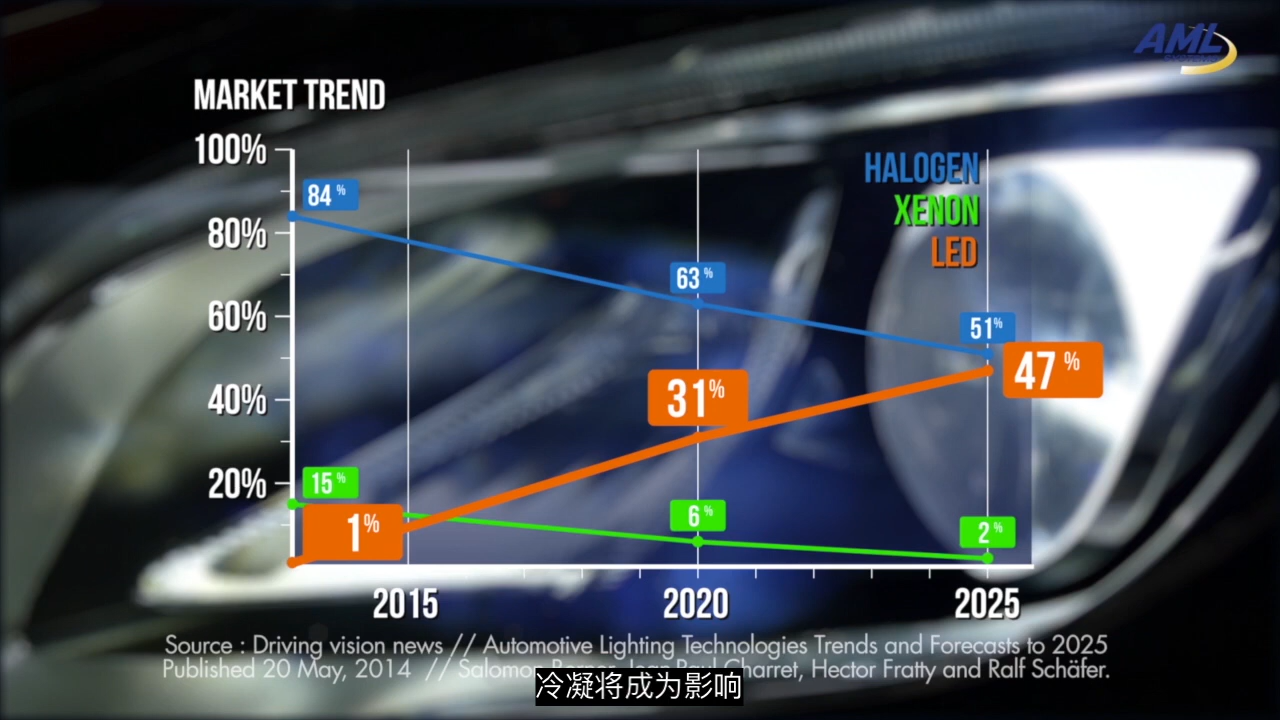 AML
SYSTEMS
MARKET TREND
100%
84 %
HALOGEN
XENON
LED
80%
63 %
60%
51%
47 %
40%
31%
20%
15 %
1%
6 %
2 %
2015 2020 2025
Source : Driving vision news // Automotive Lighting Technologies Trends and Forecasts to 2025
Published 20 May, 2014 // Salomon Berner, Jean-Paul Charret, Hector Fratty and Ralf Schäfer.
冷凝将成为影响